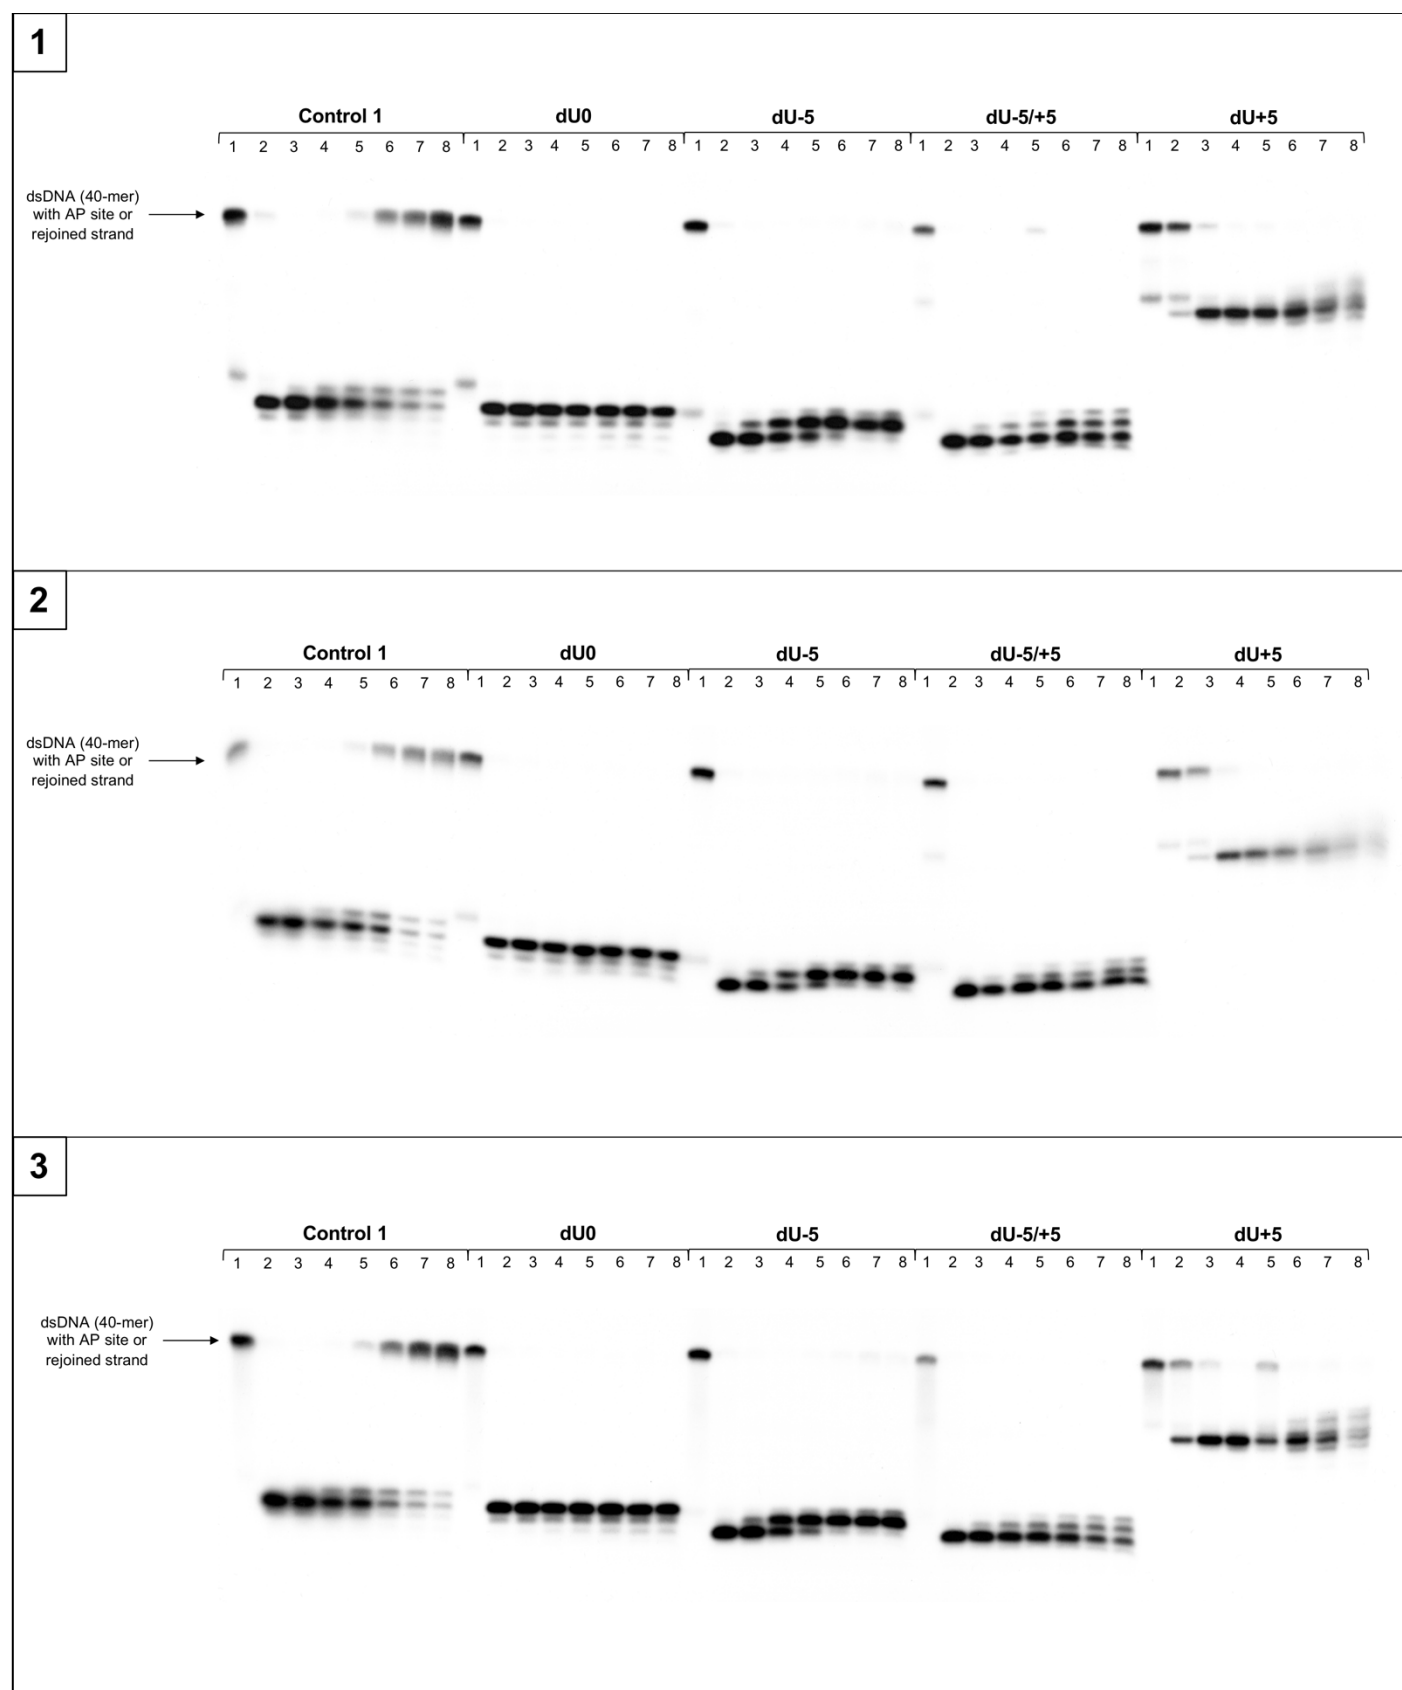 1
Control 1 dU0 dU-5 dU-5/+5 dU+5
1 2 3 4 5 6 7 8 1 2 3 4 5 6 7 8 1 2 3 4 5 6 7 8 1 2 3 4 5 6 7 8 1 2 3 4 5 6 7 8
dsDNA (40-mer)
with AP site or
rejoined strand
2
Control 1 dU0 dU-5 dU-5/+5 dU+5
1 2 3 4 5 6 7 8 1 2 3 4 5 6 7 8 1 2 3 4 5 6 7 8 1 2 3 4 5 6 7 8 1 2 3 4 5 6 7 8
dsDNA (40-mer)
with AP site or
rejoined strand
3
Control 1 dU0 dU-5 dU-5/+5 dU+5
1 2 3 4 5 6 7 8 1 2 3 4 5 6 7 8 1 2 3 4 5 6 7 8 1 2 3 4 5 6 7 8 1 2 3 4 5 6 7 8
dsDNA (40-mer)
with AP site or
rejoined strand